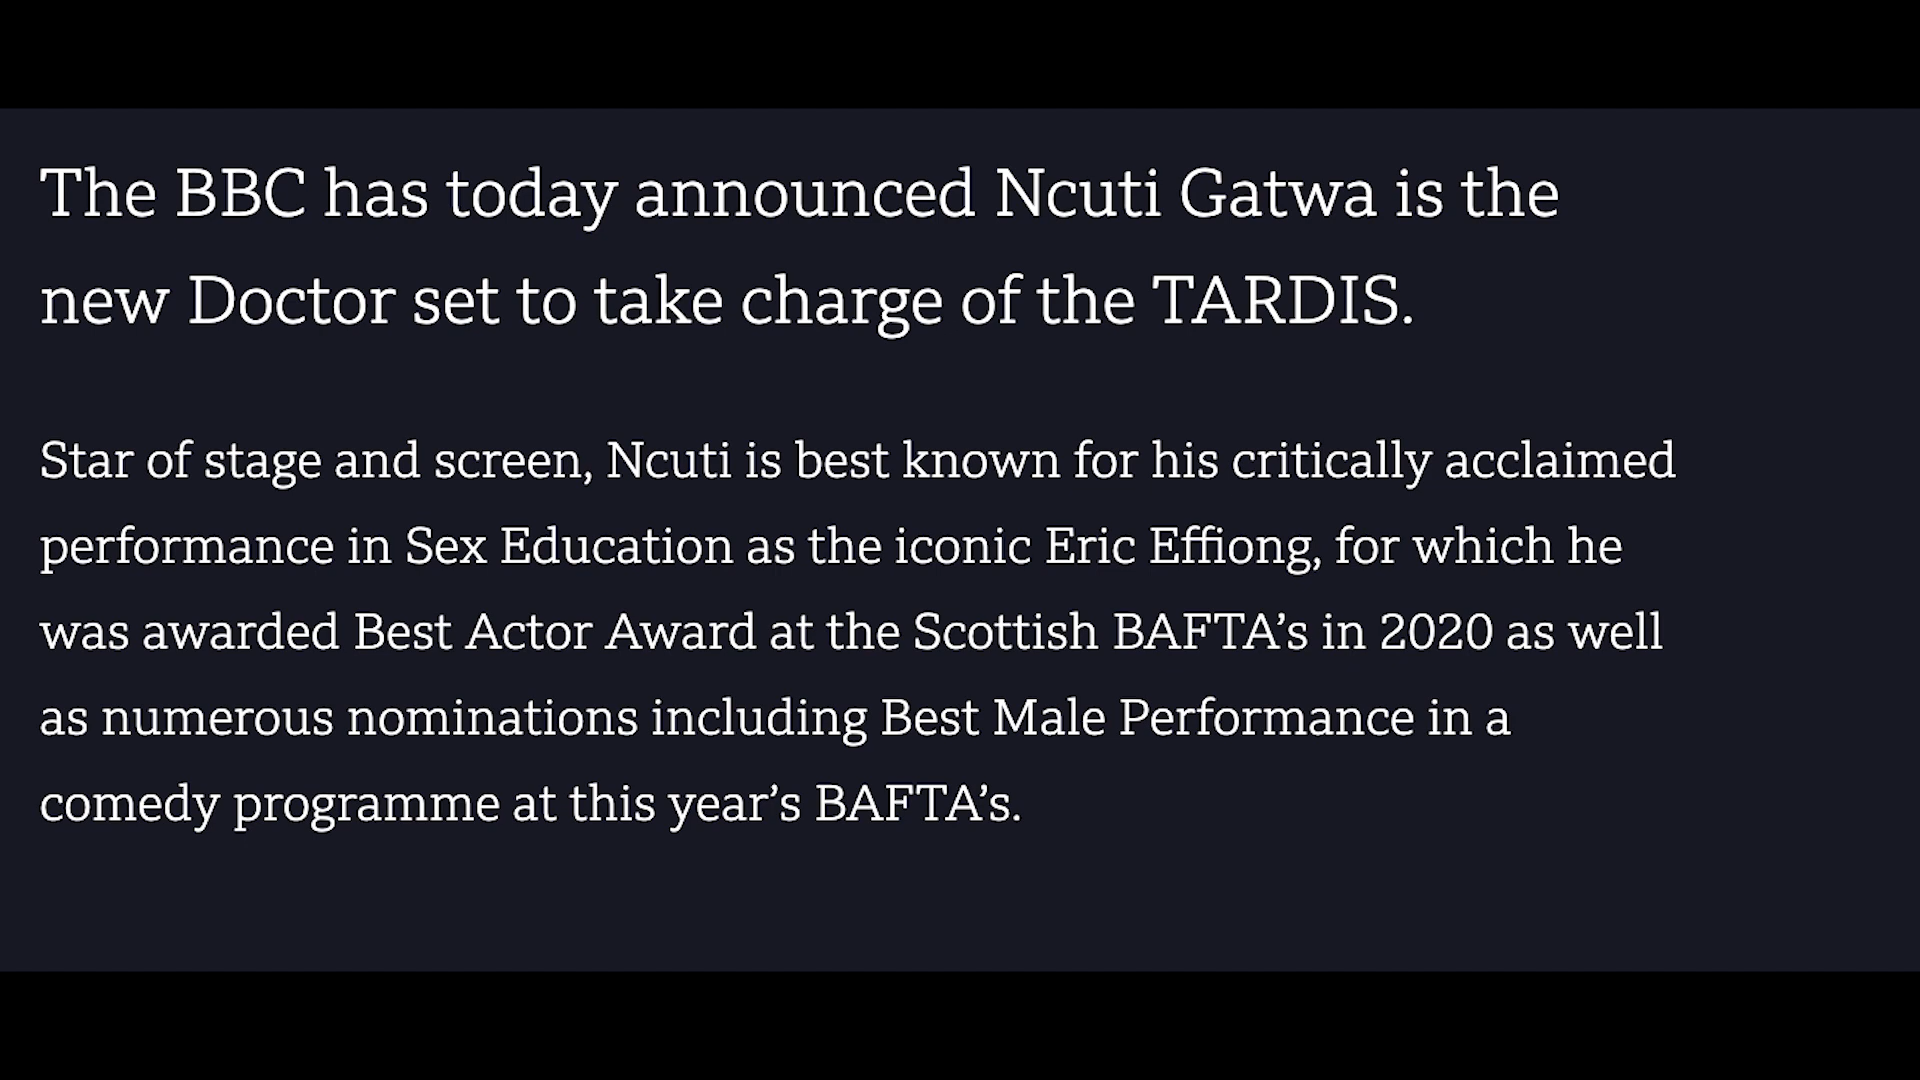 The BBC has today announced Ncuti Gatwa is the
new Doctor set to take charge of the TARDIS.
Star of stage and screen, Ncuti is best known for his critically acclaimed
performance in Sex Education as the iconic Eric Effiong, for which he
was awarded Best Actor Award at the Scottish BAFTA’s in 2020 as well
as numerous nominations including Best Male Performance in a
comedy programme at this year’s BAFTA’s.